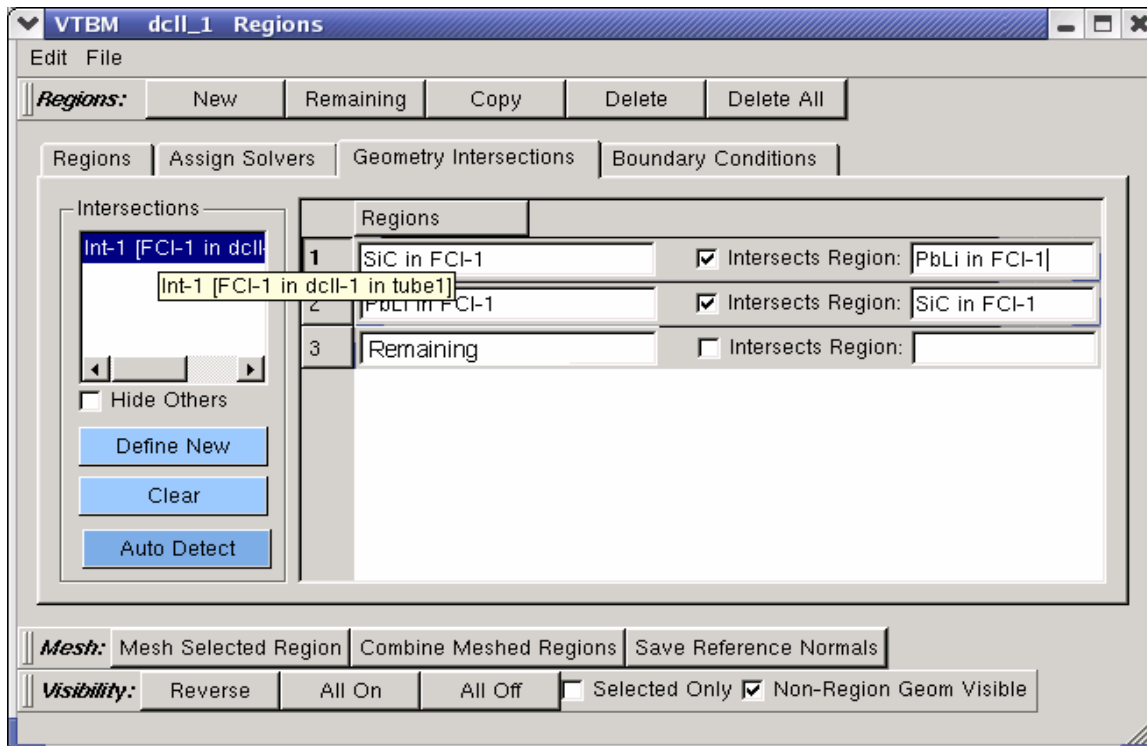 VTBM dcll_1 Regions
Edit File
Regions: New Remaining Copy Delete Delete All
Regions Assign Solvers Geometry Intersections Boundary Conditions
Intersections
Int-1 [FCI-1 in dcll-
Int-1 [FCI-1 in dcll-1 in tube1]
Hide Others
Define New
Clear
Auto Detect
Regions
1 SiC in FCI-1 Intersects Region: PbLi in FCI-1
2 PbLi in FCI-1 Intersects Region: SiC in FCI-1
3 Remaining Intersects Region:
Mesh: Mesh Selected Region Combine Meshed Regions Save Reference Normals
Visibility: Reverse All On All Off Selected Only Non-Region Geom Visible